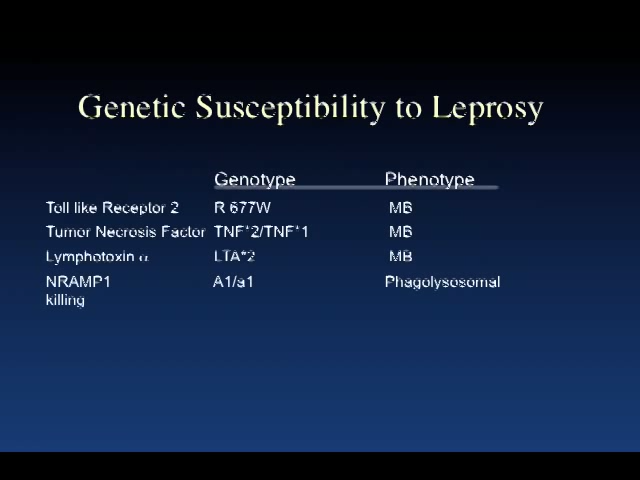 Genetic Susceptibility to Leprosy
Genotype Phenotype
Toll like Receptor 2 R 677W MB
Tumor Necrosis Factor TNF*2/TNF*1 MB
Lymphotoxin α LTA*2 MB
NRAMP1 A1/a1 Phagolysosomal
killing